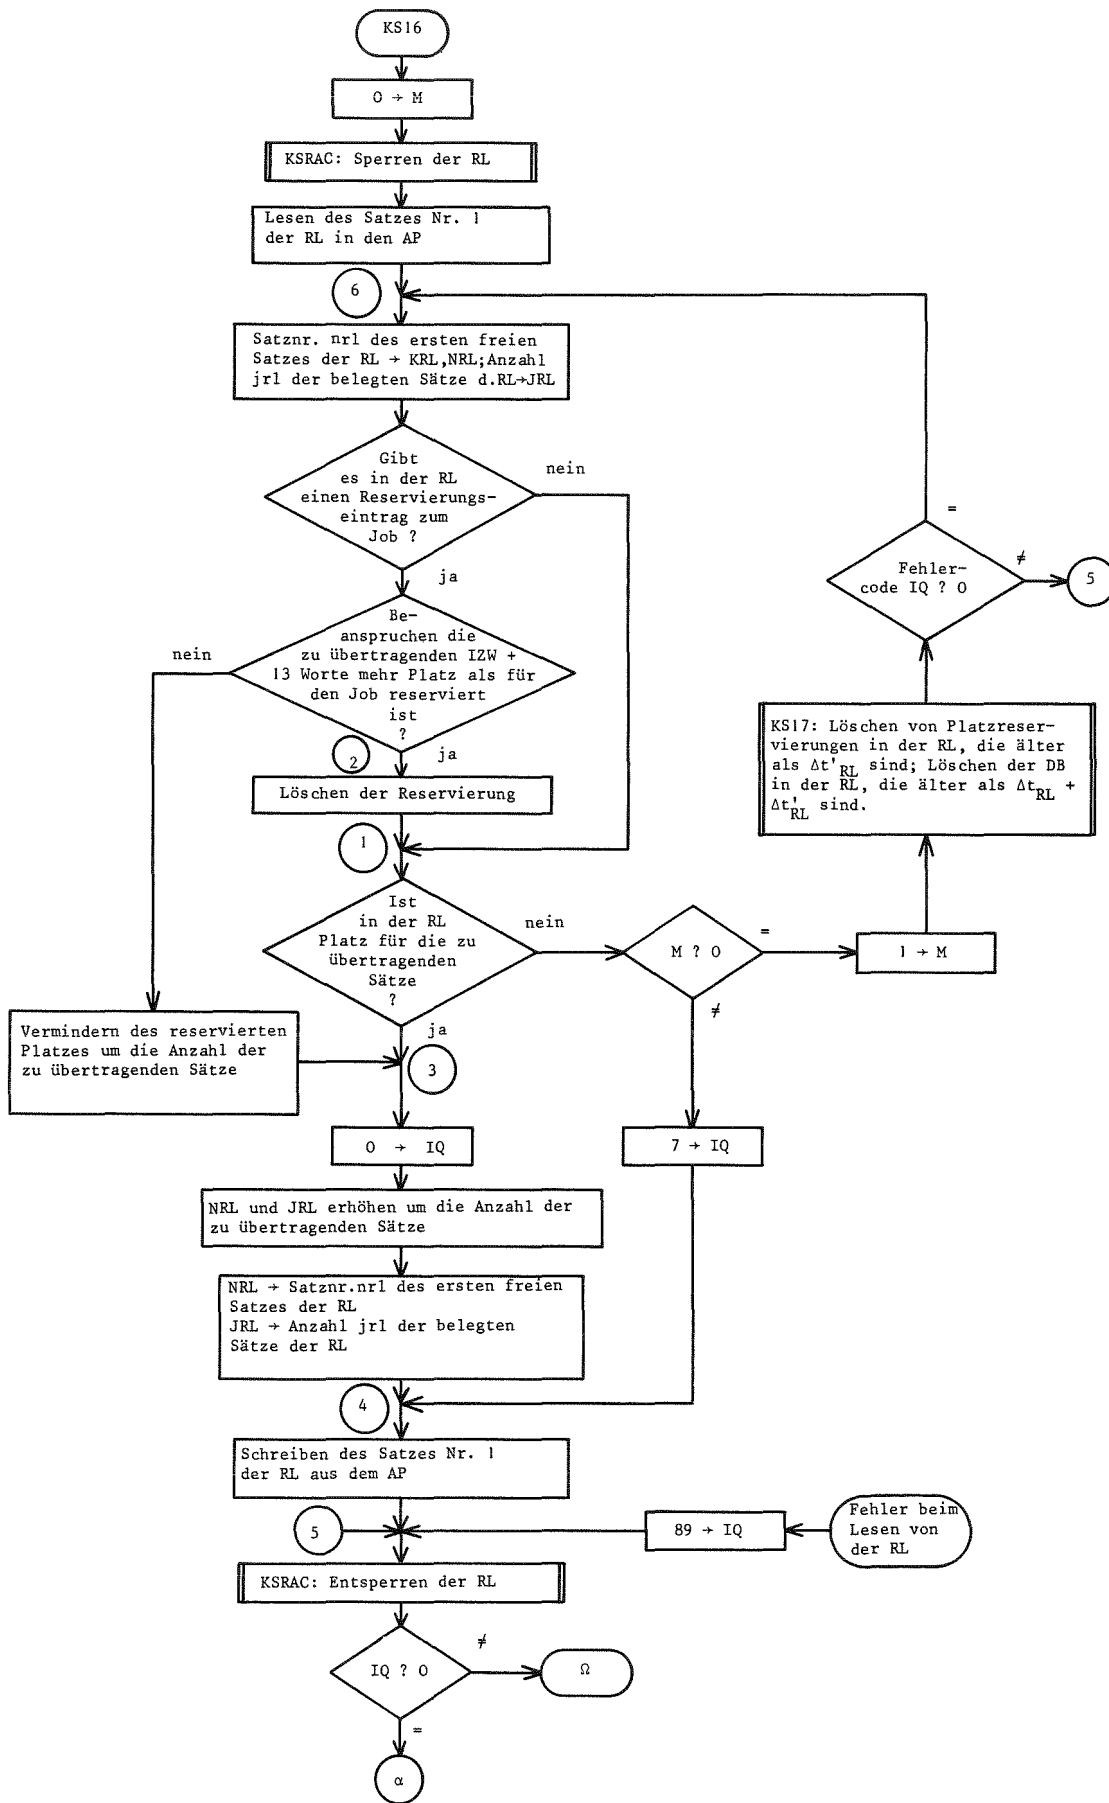 KS16
O → M
KSRAC: Sperren der RL
Lesen des Satzes Nr. 1
der RL in den AP
6
Satznr. nrl des ersten freien
Satzes der RL → KRL,NRL;Anzahl
jrl der belegten Sätze d.RL→JRL
Gibt
es in der RL
einen Reservierungs-
eintrag zum
Job ?
nein
ja
Be-
anspruchen die
zu übertragenden IZW +
13 Worte mehr Platz als für
den Job reserviert
ist
?
nein
ja
2
Löschen der Reservierung
1
Ist
in der RL
Platz für die zu
übertragenden
Sätze
?
nein
ja
M ? O
=
≠
1 → M
KS17: Löschen von Platzreser-
vierungen in der RL, die älter
als Δt'RL sind; Löschen der DB
in der RL, die älter als ΔtRL +
Δt'RL sind.
Fehler-
code IQ ? O
=
≠
5
Vermindern des reservierten
Platzes um die Anzahl der
zu übertragenden Sätze
3
O → IQ
7 → IQ
NRL und JRL erhöhen um die Anzahl der
zu übertragenden Sätze
NRL → Satznr.nrl des ersten freien
Satzes der RL
JRL → Anzahl jrl der belegten
Sätze der RL
4
Schreiben des Satzes Nr. 1
der RL aus dem AP
5
89 → IQ
Fehler beim
Lesen von
der RL
KSRAC: Entsperren der RL
IQ ? O
≠
Ω
=
α